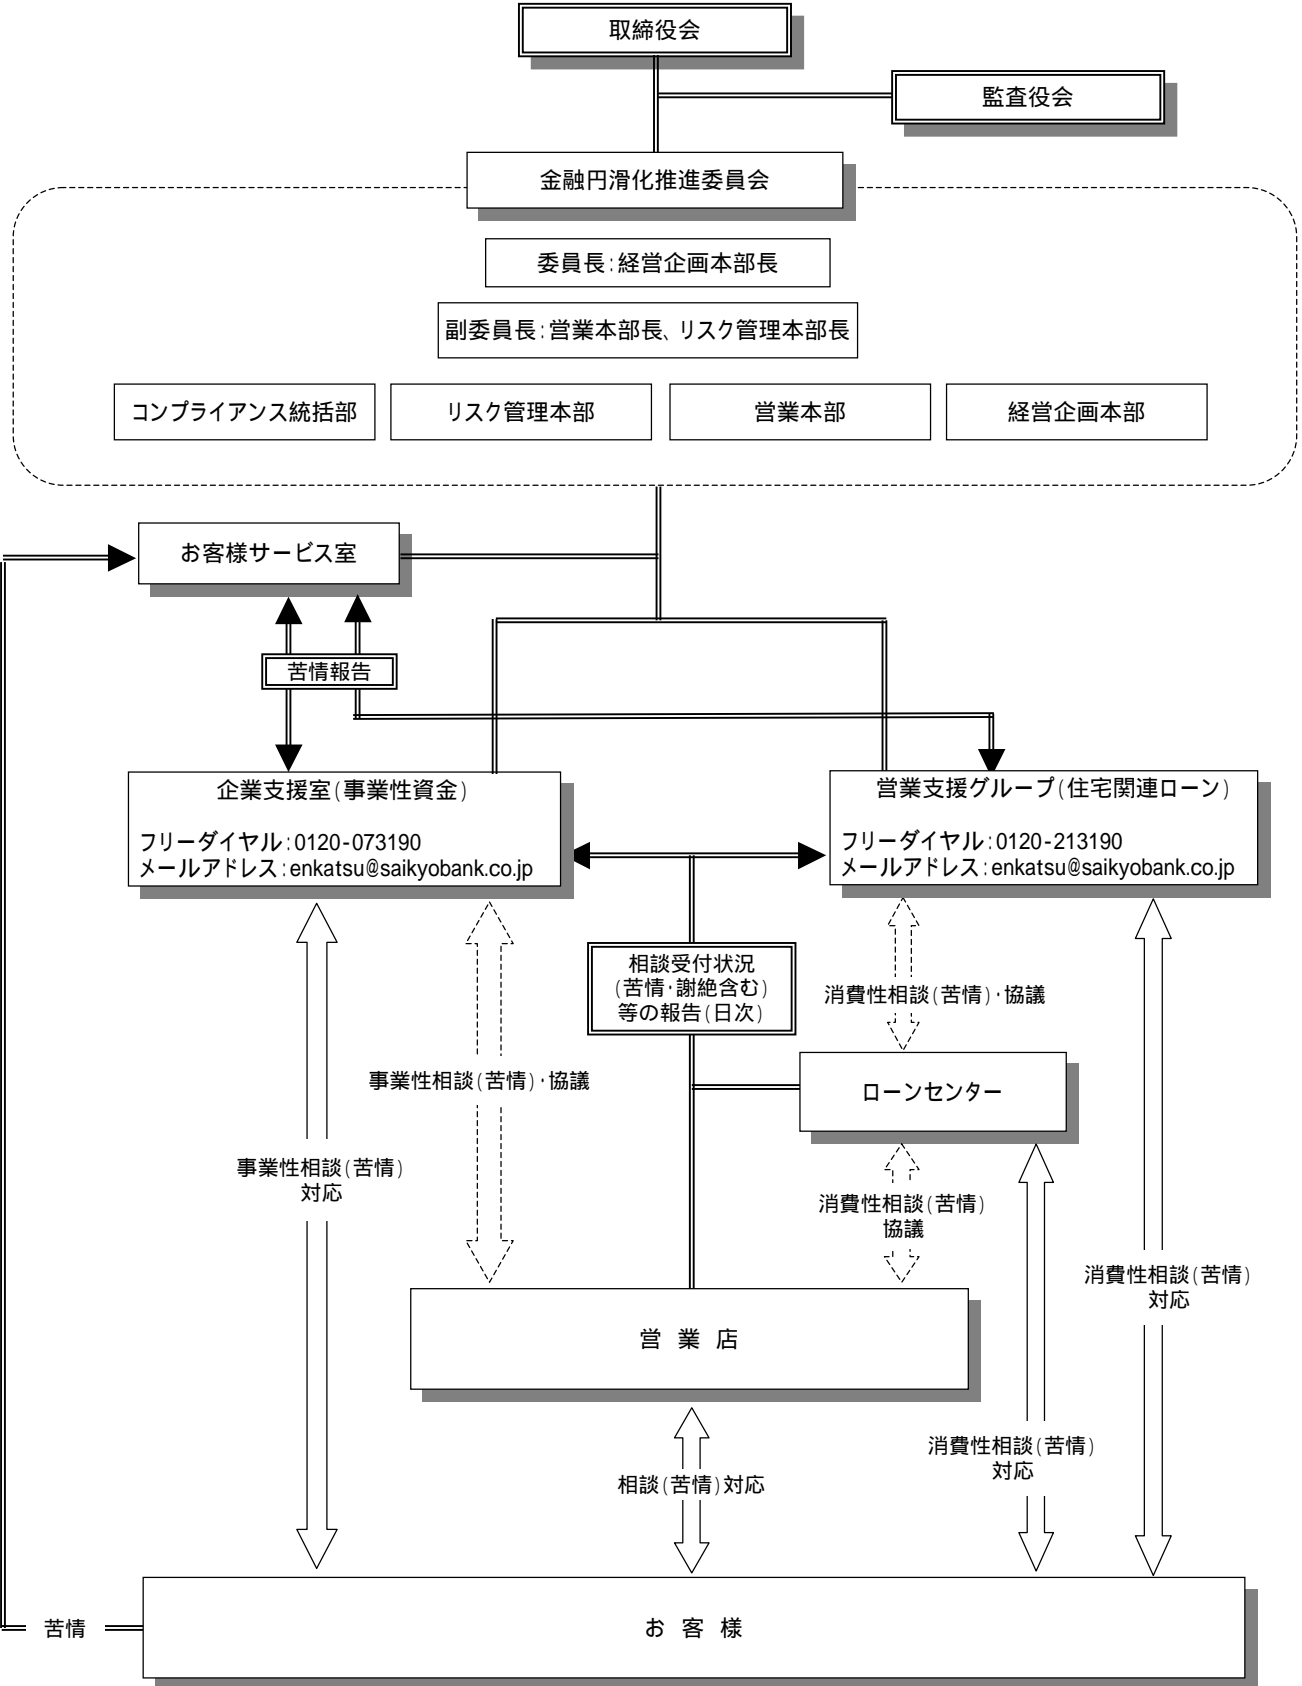 取締役会
監査役会
金融円滑化推進委員会
委員長:経営企画本部長
副委員長:営業本部長、リスク管理本部長
コンプライアンス統括部
リスク管理本部
営業本部
経営企画本部
お客様サービス室
苦情報告
企業支援室(事業性資金)
フリーダイヤル:0120-073190
メールアドレス:enkatsu@saikyobank.co.jp
営業支援グループ(住宅関連ローン)
フリーダイヤル:0120-213190
メールアドレス:enkatsu@saikyobank.co.jp
相談受付状況
(苦情・謝絶含む)
等の報告(日次)
消費性相談(苦情)・協議
事業性相談(苦情)・協議
ローンセンター
事業性相談(苦情)
対応
消費性相談(苦情)
協議
消費性相談(苦情)
対応
営 業 店
消費性相談(苦情)
対応
相談(苦情)対応
お 客 様
苦情